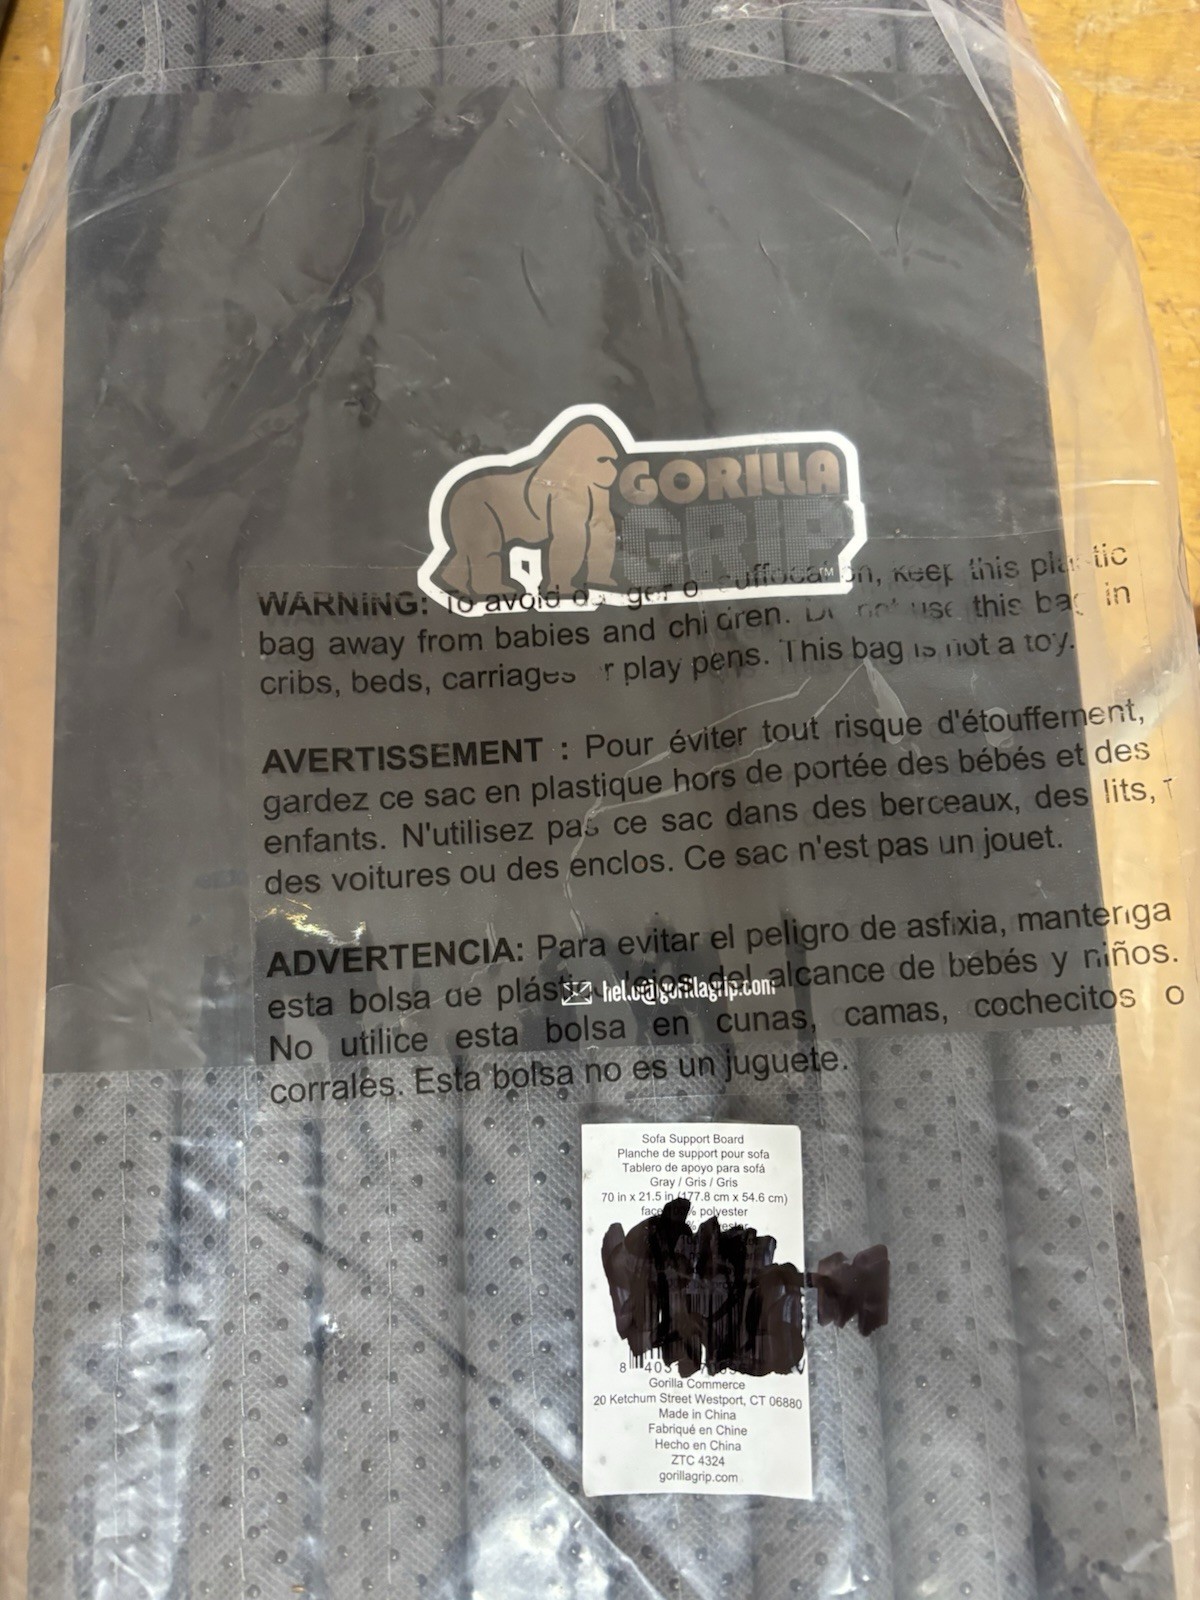 GORILLA
GRIP
TM
WARNING: To avoid suffocation, keep this plastic
bag away from babies and children. Do not use this bag in
cribs, beds, carriages r play pens. This bag is not a toy.
AVERTISSEMENT : Pour éviter tout risque d'étouffement,
gardez ce sac en plastique hors de portée des bébés et des
enfants. N'utilisez pas ce sac dans des berceaux, des lits,
des voitures ou des enclos. Ce sac n'est pas un jouet.
ADVERTENCIA: Para evitar el peligro de asfixia, mantenga
esta bolsa de plástico lejos del alcance de bebés y niños.
hello@gorillagrip.com
No utilice esta bolsa en cunas, camas, cochecitos o
corrales. Esta bolsa no es un juguete.
Sofa Support Board
Planche de support pour sofa
Tablero de apoyo para sofá
Gray / Gris / Gris
70 in x 21.5 in (177.8 cm x 54.6 cm)
% polyester
Gorilla Commerce
20 Ketchum Street Westport, CT 06880
Made in China
Fabriqué en Chine
Hecho en China
ZTC 4324
gorillagrip.com